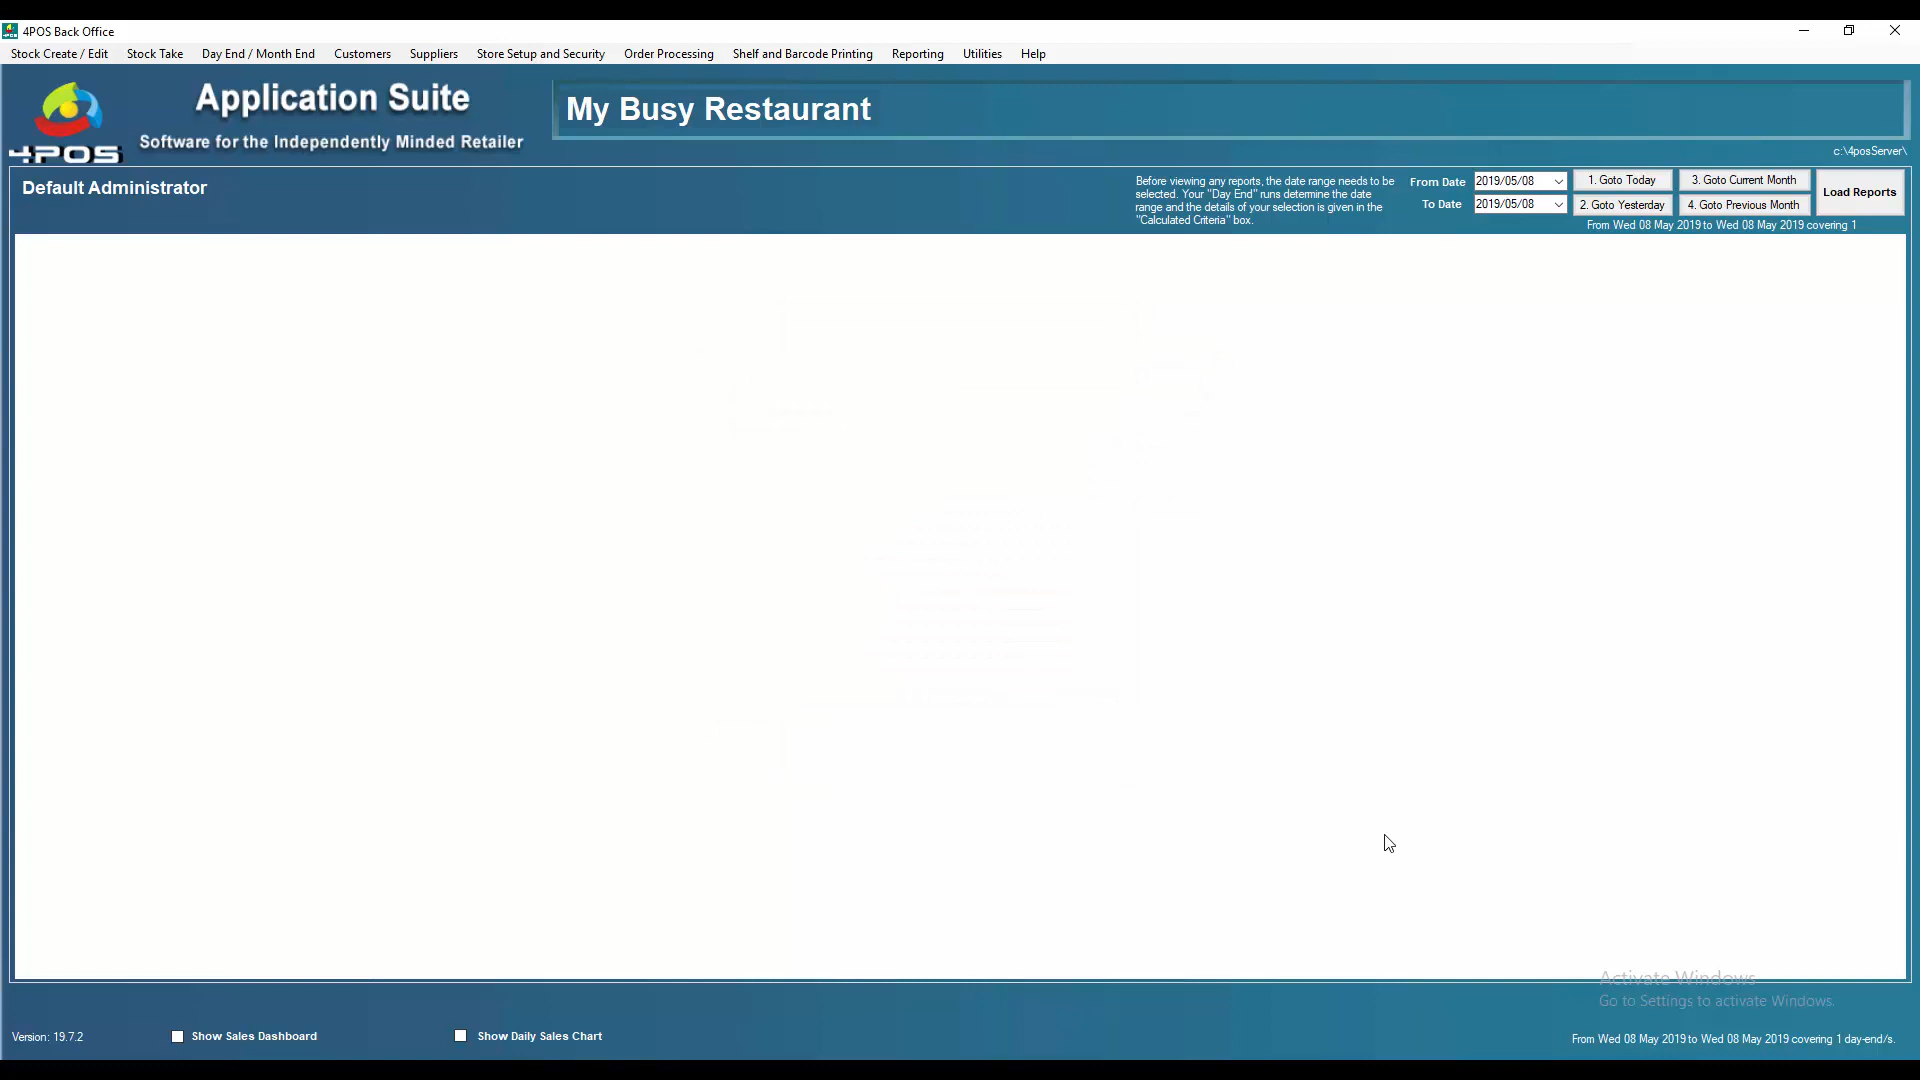 4POS Back Office
Stock Create / Edit Stock Take Day End / Month End Customers Suppliers Store Setup and Security Order Processing Shelf and Barcode Printing Reporting Utilities Help
4POS
Application Suite
Software for the Independently Minded Retailer
My Busy Restaurant
c:\4posServer\
Default Administrator
Before viewing any reports, the date range needs to be
selected. Your "Day End" runs determine the date
range and the details of your selection is given in the
"Calculated Criteria" box.
From Date 2019/05/08
To Date 2019/05/08
1. Goto Today 3. Goto Current Month
2. Goto Yesterday 4. Goto Previous Month
Load Reports
From Wed 08 May 2019 to Wed 08 May 2019 covering 1
Activate Windows
Go to Settings to activate Windows.
Version: 19.7.2 Show Sales Dashboard Show Daily Sales Chart
From Wed 08 May 2019 to Wed 08 May 2019 covering 1 day-end/s.